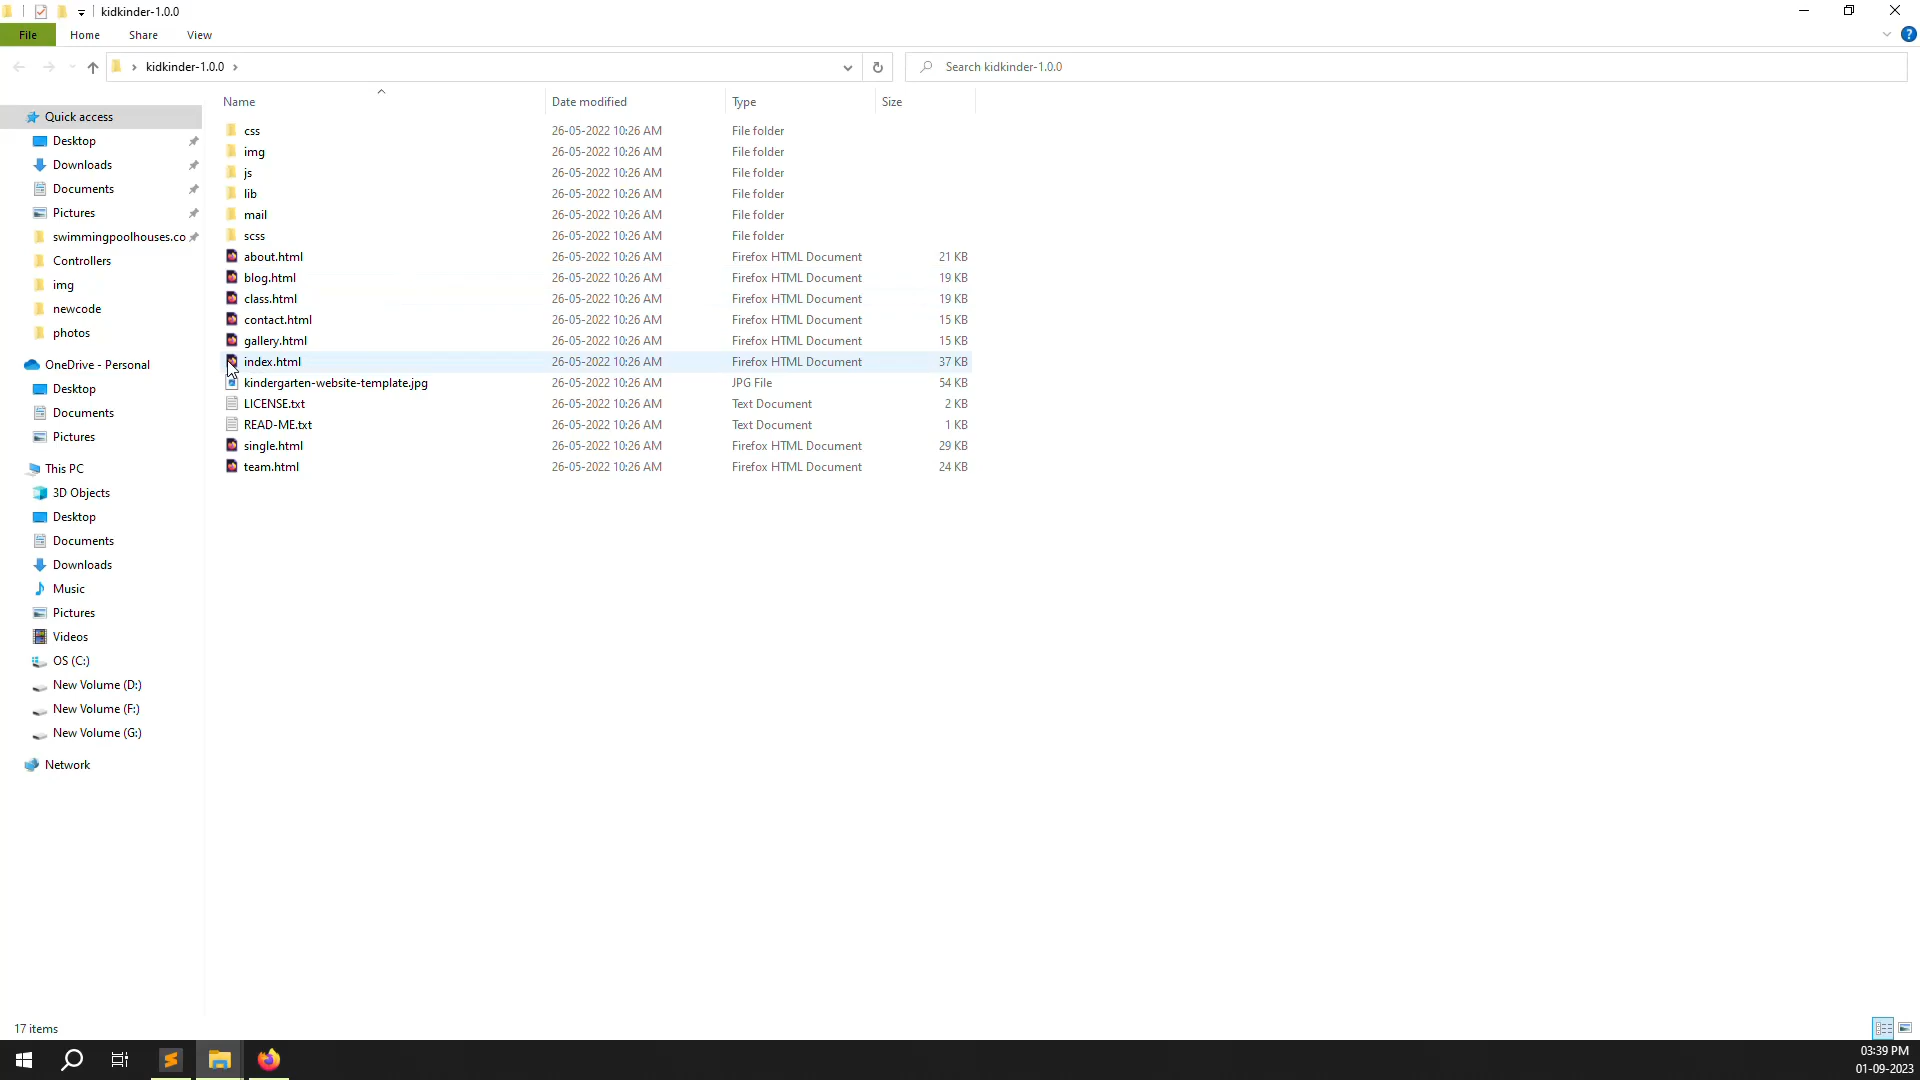 kidkinder-1.0.0
File Home Share View
kidkinder-1.0.0 Search kidkinder-1.0.0
Name Date modified Type Size
Quick access
Desktop
Downloads
Documents
Pictures
swimmingpoolhouses.co
Controllers
img
newcode
photos
OneDrive - Personal
Desktop
Documents
Pictures
This PC
3D Objects
Desktop
Documents
Downloads
Music
Pictures
Videos
OS (C:)
New Volume (D:)
New Volume (F:)
New Volume (G:)
Network
css 26-05-2022 10:26 AM File folder
img 26-05-2022 10:26 AM File folder
js 26-05-2022 10:26 AM File folder
lib 26-05-2022 10:26 AM File folder
mail 26-05-2022 10:26 AM File folder
scss 26-05-2022 10:26 AM File folder
about.html 26-05-2022 10:26 AM Firefox HTML Document 21 KB
blog.html 26-05-2022 10:26 AM Firefox HTML Document 19 KB
class.html 26-05-2022 10:26 AM Firefox HTML Document 19 KB
contact.html 26-05-2022 10:26 AM Firefox HTML Document 15 KB
gallery.html 26-05-2022 10:26 AM Firefox HTML Document 15 KB
index.html 26-05-2022 10:26 AM Firefox HTML Document 37 KB
kindergarten-website-template.jpg 26-05-2022 10:26 AM JPG File 54 KB
LICENSE.txt 26-05-2022 10:26 AM Text Document 2 KB
READ-ME.txt 26-05-2022 10:26 AM Text Document 1 KB
single.html 26-05-2022 10:26 AM Firefox HTML Document 29 KB
team.html 26-05-2022 10:26 AM Firefox HTML Document 24 KB
17 items
03:39 PM
01-09-2023